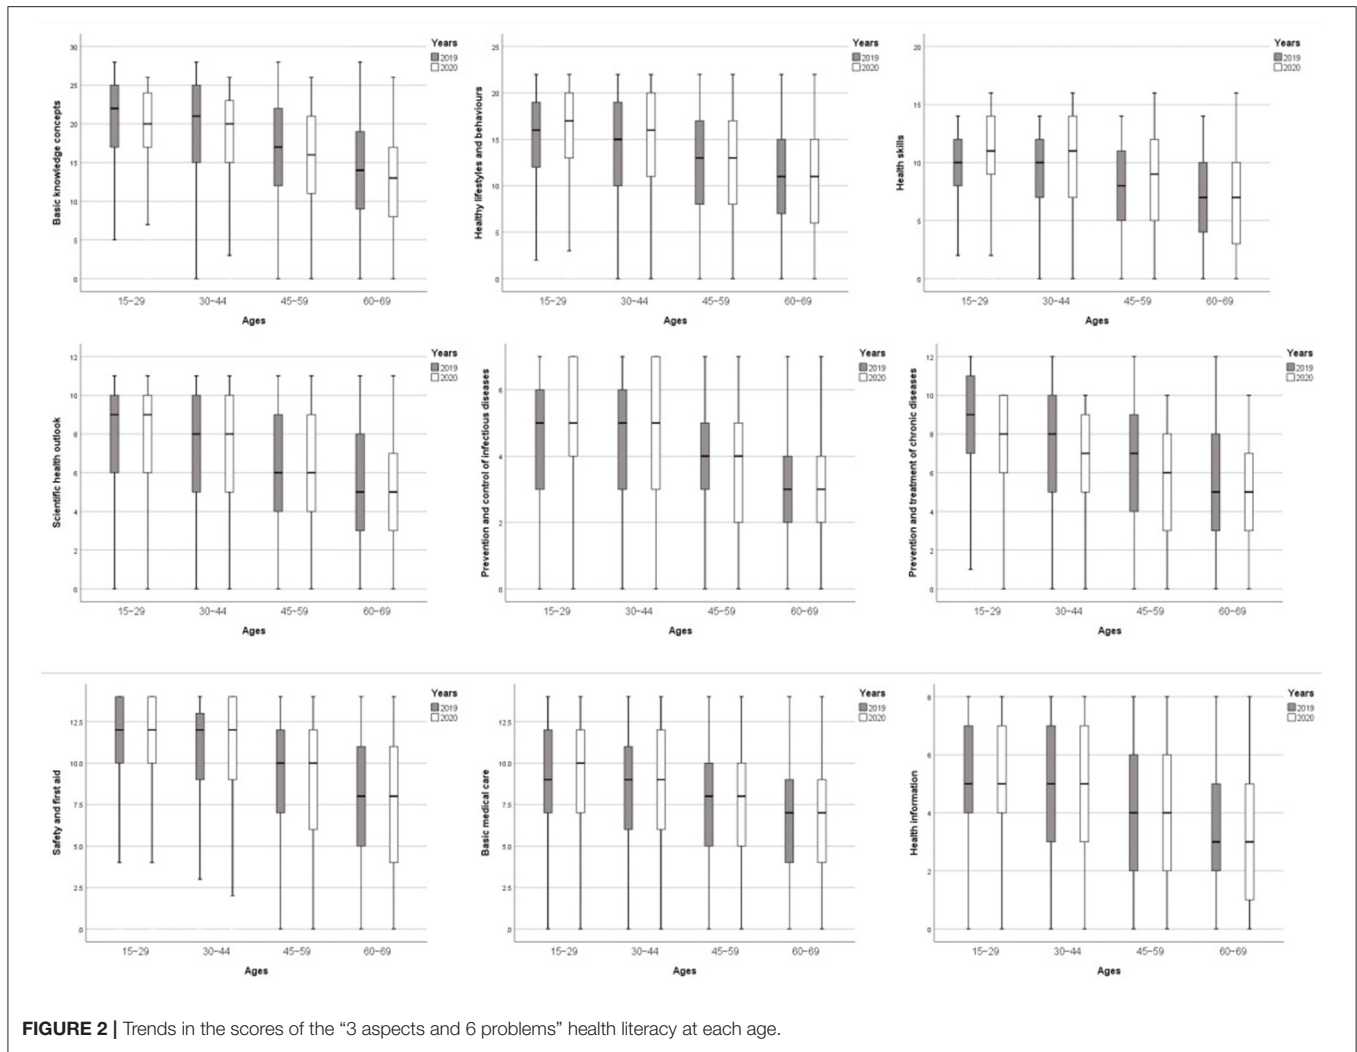 Years
2019
2020
30
25
20
15
10
5
0
Basic knowledge concepts
15-29 30-44 45-59 60-69
Ages
Years
2019
2020
25
20
15
10
5
0
Healthy lifestyles and behaviours
15-29 30-44 45-59 60-69
Ages
Years
2019
2020
20
15
10
5
0
Health skills
15-29 30-44 45-59 60-69
Ages
Years
2019
2020
12
10
8
6
4
2
0
Scientific health outlook
15-29 30-44 45-59 60-69
Ages
Years
2019
2020
6
4
2
0
Prevention and control of infectious diseases
15-29 30-44 45-59 60-69
Ages
Years
2019
2020
12
10
8
6
4
2
0
Prevention and treatment of chronic diseases
15-29 30-44 45-59 60-69
Ages
Years
2019
2020
12.5
10.0
7.5
5.0
2.5
.0
Safety and first aid
15-29 30-44 45-59 60-69
Ages
Years
2019
2020
12.5
10.0
7.5
5.0
2.5
.0
Basic medical care
15-29 30-44 45-59 60-69
Ages
Years
2019
2020
8
6
4
2
0
Health information
15-29 30-44 45-59 60-69
Ages
FIGURE 2 | Trends in the scores of the “3 aspects and 6 problems” health literacy at each age.